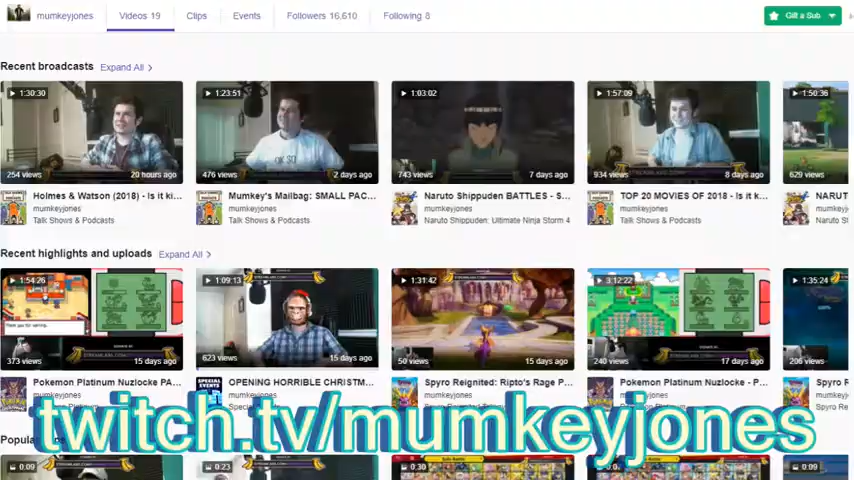 mumkeyjones Videos 19 Clips Events Followers 16,610 Following 8 Gift a Sub
Recent broadcasts Expand All
1:30:30 1:23:51 1:03:02 1:57:09 1:50:36
254 views 20 hours ago 476 views 2 days ago 743 views 7 days ago 934 views 8 days ago 629 views
Holmes & Watson (2018) - Is it ki... Mumkey's Mailbag: SMALL PAC... Naruto Shippuden BATTLES - S... TOP 20 MOVIES OF 2018 - Is it ki... NARUT
mumkeyjones mumkeyjones mumkeyjones mumkeyjones mumkeyj
Talk Shows & Podcasts Talk Shows & Podcasts Naruto Shippuden: Ultimate Ninja Storm 4 Talk Shows & Podcasts Naruto S
Recent highlights and uploads Expand All
1:54:26 1:09:13 1:31:42 3:12:22 1:35:24
Thank you for waiting.
373 views 15 days ago 623 views 15 days ago 50 views 15 days ago 240 views 17 days ago 206 views
Pokemon Platinum Nuzlocke PA... OPENING HORRIBLE CHRISTM... Spyro Reignited: Ripto's Rage P... Pokemon Platinum Nuzlocke - P... Spyro R
SPECIAL EVENTS
twitch.tv/mumkeyjones
0:09 0:23 0:30 0:09